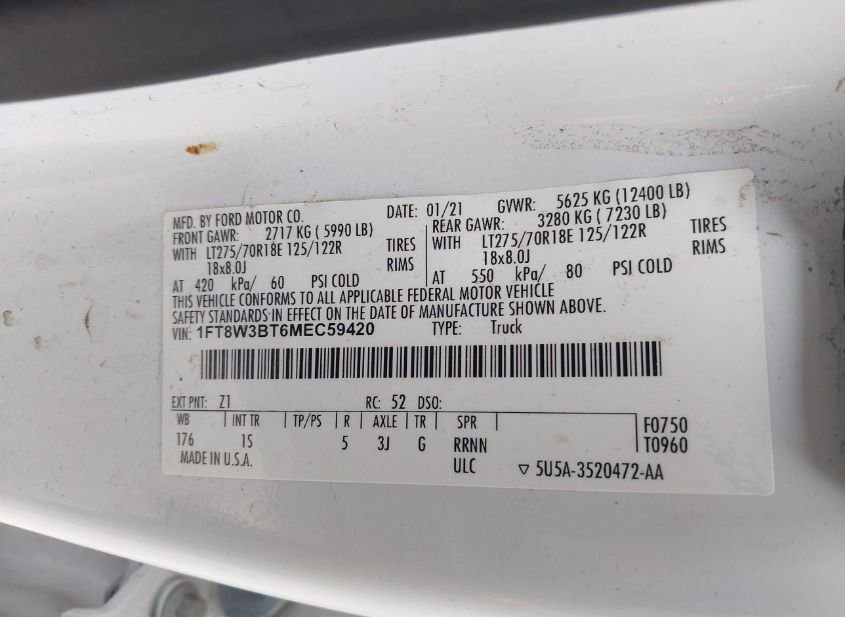 MFD. BY FORD MOTOR CO. DATE: 01/21 GVWR: 5625 KG (12400 LB)
FRONT GAWR: 2717 KG ( 5990 LB) REAR GAWR: 3280 KG ( 7230 LB)
WITH LT275/70R18E 125/122R TIRES WITH LT275/70R18E 125/122R TIRES
18x8.0J RIMS 18x8.0J RIMS
AT 420 kPa/ 60 PSI COLD AT 550 kPa/ 80 PSI COLD
THIS VEHICLE CONFORMS TO ALL APPLICABLE FEDERAL MOTOR VEHICLE
SAFETY STANDARDS IN EFFECT ON THE DATE OF MANUFACTURE SHOWN ABOVE.
VIN: 1FT8W3BT6MEC59420 TYPE: Truck
EXT PNT: Z1 RC: 52 DSO:
WB INT TR TP/PS R AXLE TR SPR F0750
176 1S 5 3J G RRNN T0960
MADE IN U.S.A. ULC ▽ 5U5A-3520472-AA